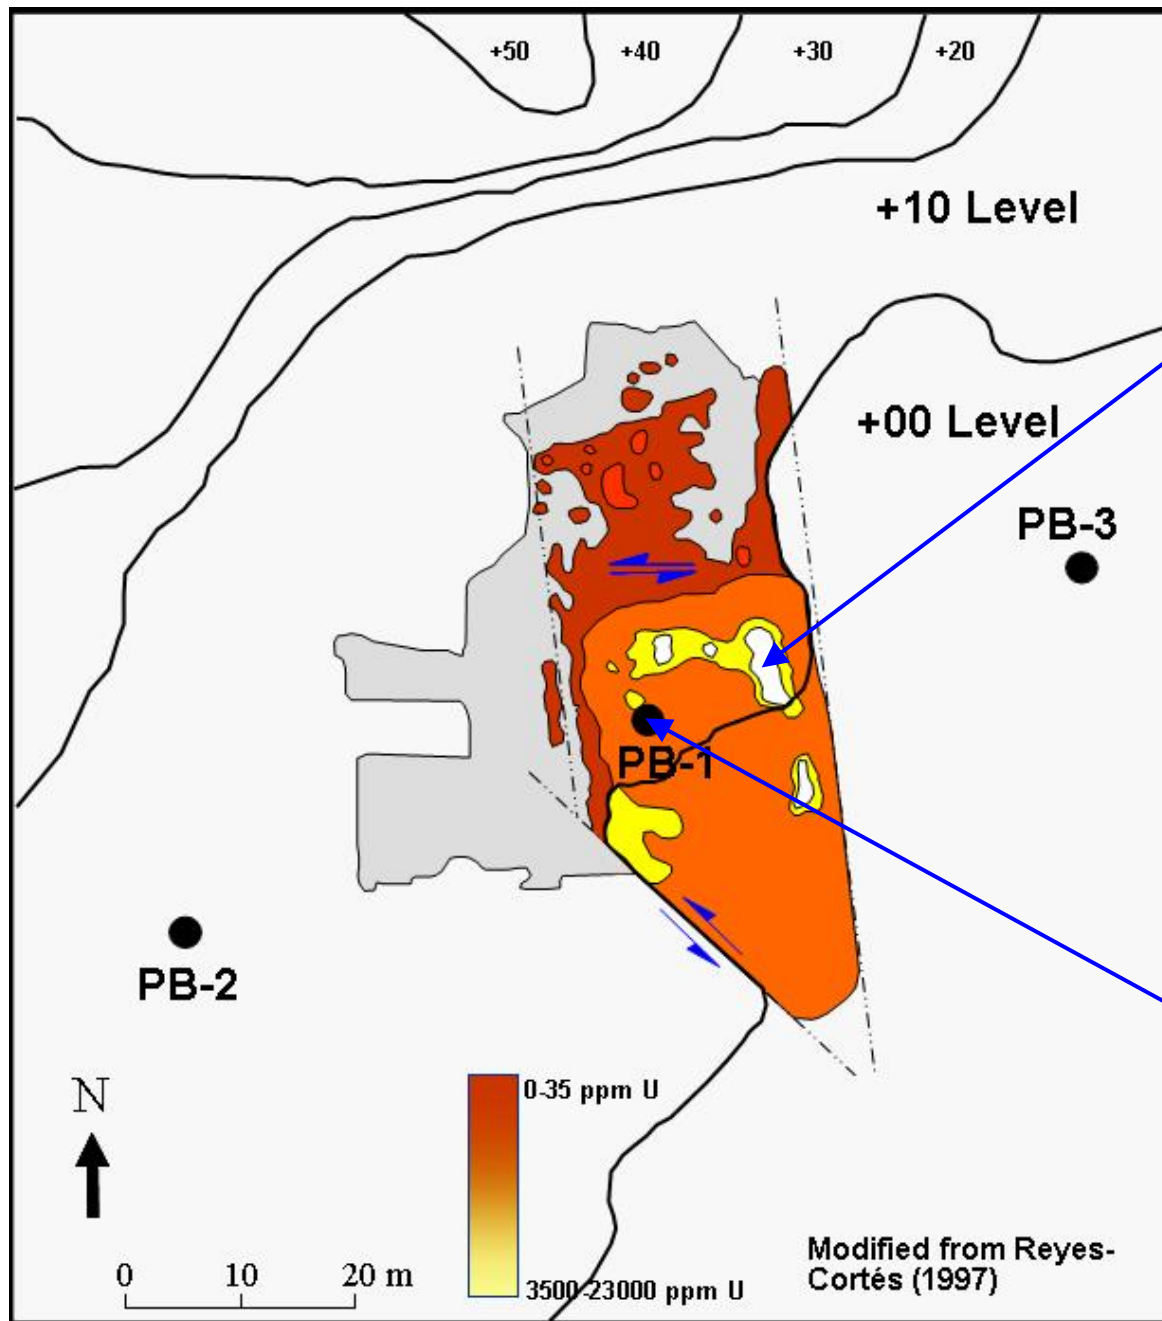 +50
+40
+30
+20
+10 Level
+00 Level
PB-3
PB-1
PB-2
N
0-35 ppm U
3500-23000 ppm U
0 10 20 m
Modified from Reyes-
Cortés (1997)